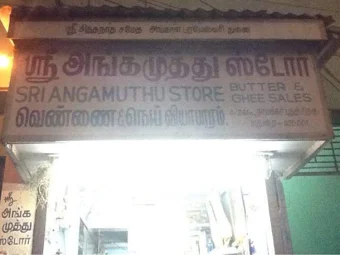 ஸ்ரீ அங்கமுத்து ஸ்டோர்
SRI ANGAMUTHU STORE
BUTTER &
GHEE SALES
வெண்ணை & நெய் வியாபாரம்.
ஸ்ரீ
அங்க
முத்து
ஸ்டோர்